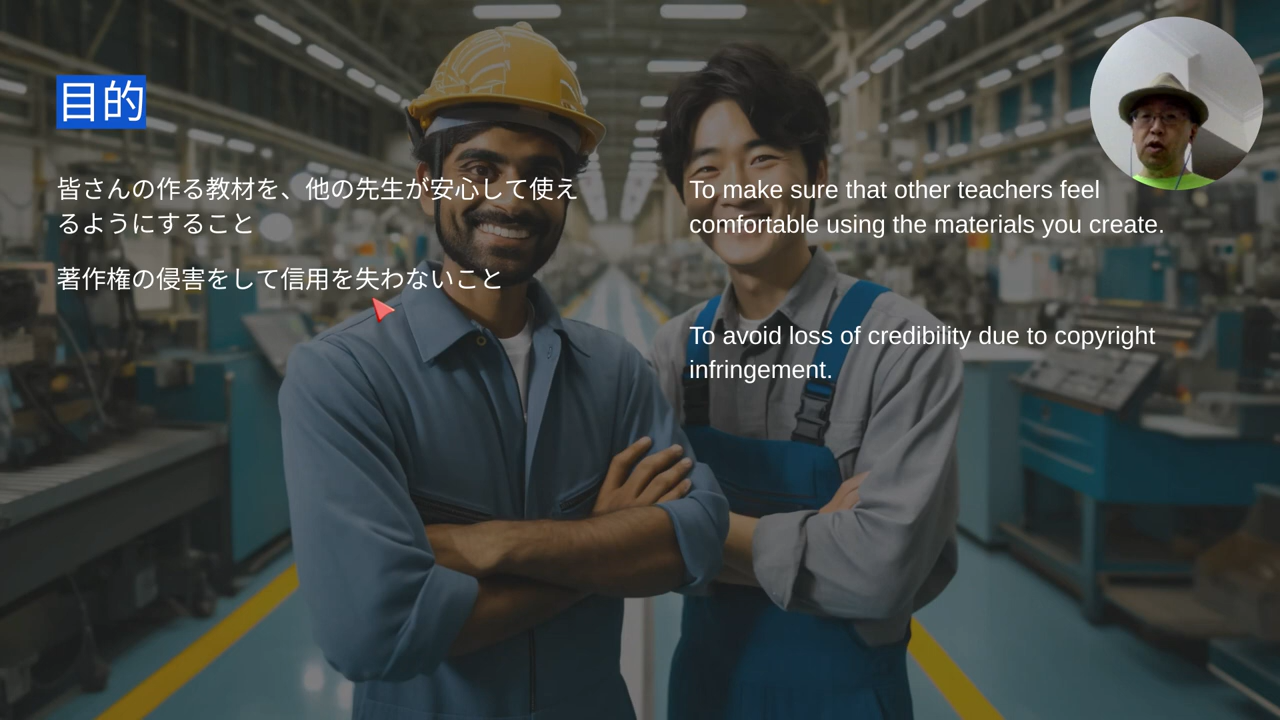 目的
皆さんの作る教材を、他の先生が安心して使え
るようにすること
著作権の侵害をして信用を失わないこと
To make sure that other teachers feel
comfortable using the materials you create.
To avoid loss of credibility due to copyright
infringement.